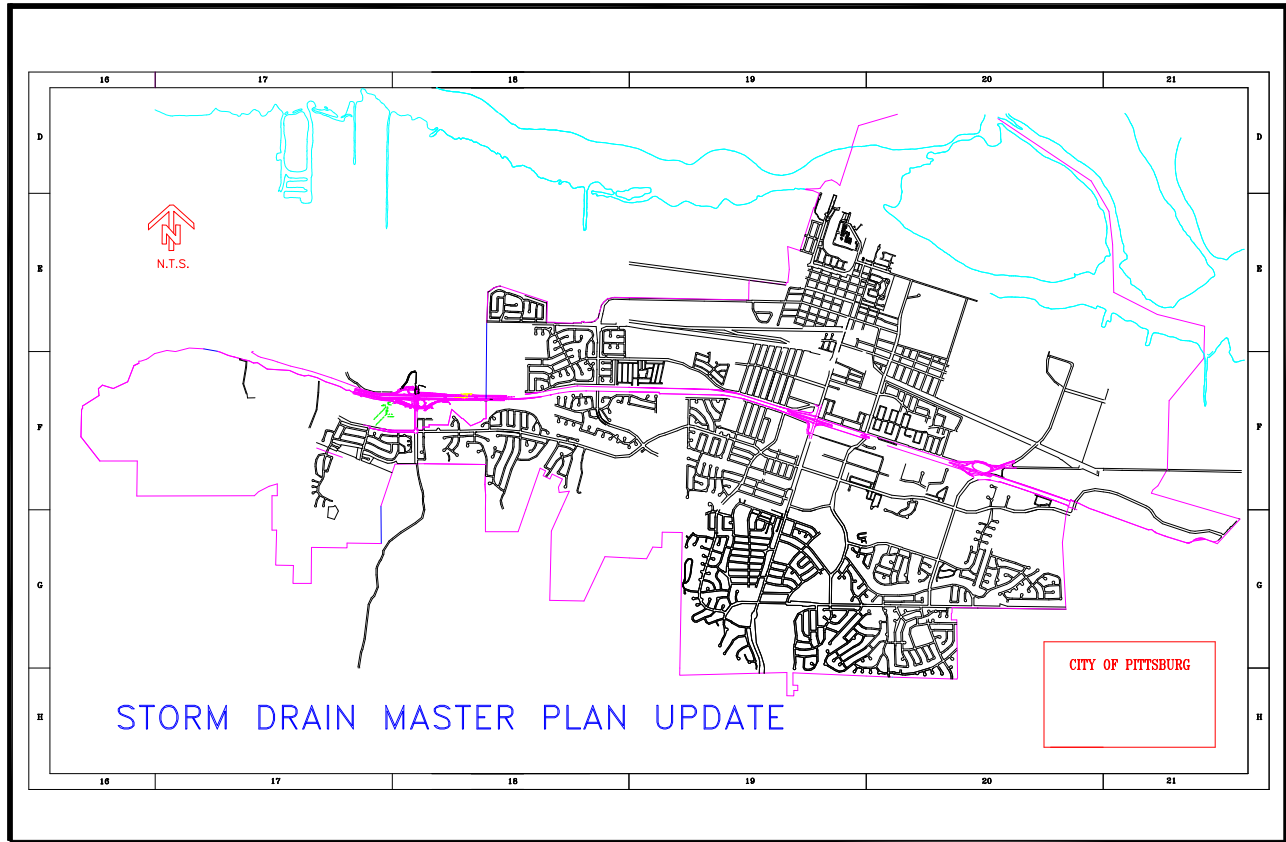 16 17 18 19 20 21
D D
E E
N
N.T.S.
F F
G G
CITY OF PITTSBURG
STORM DRAIN MASTER PLAN UPDATE
H H
16 17 18 19 20 21